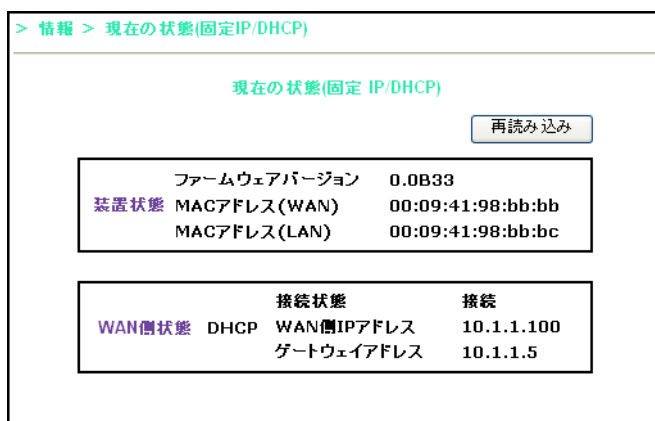 > 情報 > 現在の状態(固定IP/DHCP)
現在の状態(固定 IP/DHCP)
再読み込み
ファームウェアバージョン 0.0B33
装置状態 MACアドレス(WAN) 00:09:41:98:bb:bb
MACアドレス(LAN) 00:09:41:98:bb:bc
接続状態 接続
WAN側状態 DHCP WAN側IPアドレス 10.1.1.100
ゲートウェイアドレス 10.1.1.5